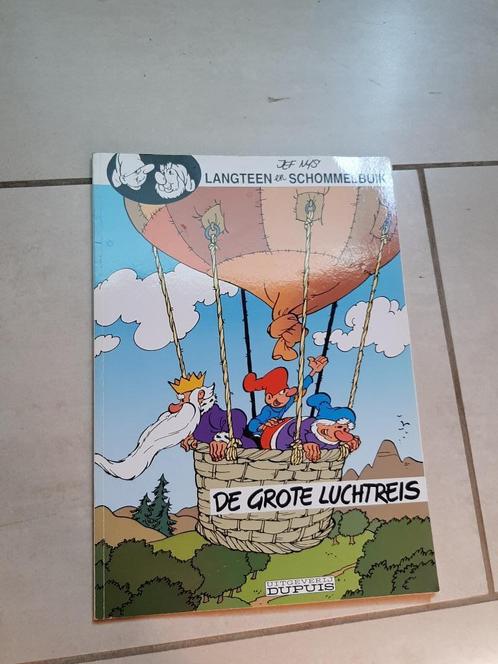 JEF NYS
LANGTEEN en SCHOMMELBUIK
DE GROTE LUCHTREIS
UITGEVERIJ
DUPUIS